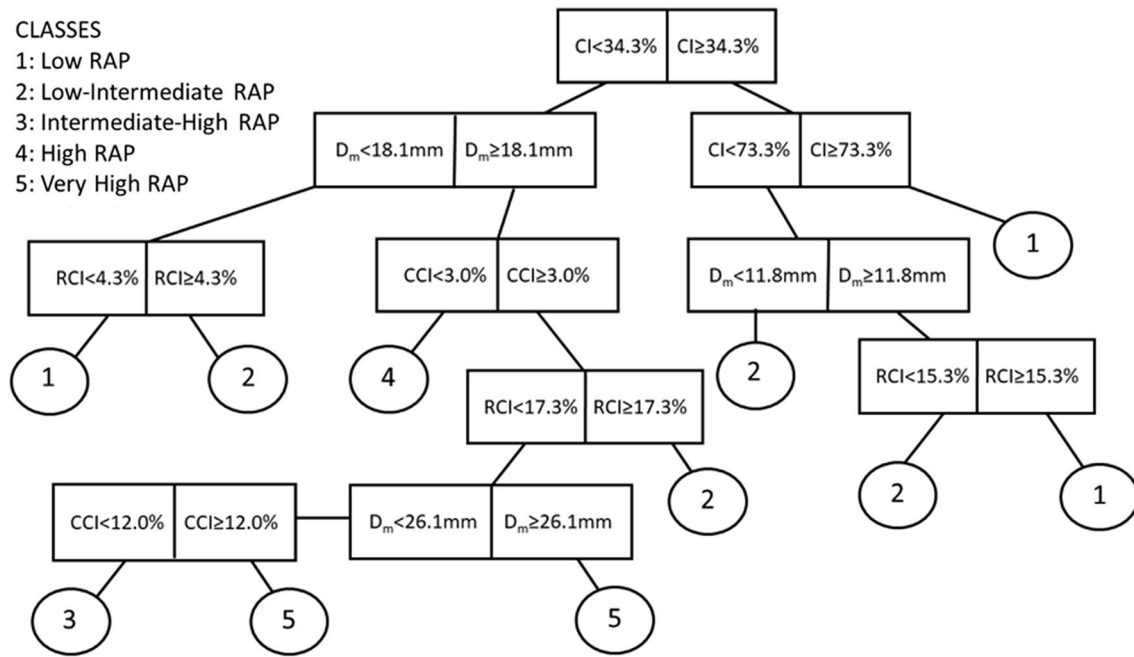 CLASSES
1: Low RAP
2: Low-Intermediate RAP
3: Intermediate-High RAP
4: High RAP
5: Very High RAP
CI<34.3% CI≥34.3%
Dₘ<18.1mm Dₘ≥18.1mm
CI<73.3% CI≥73.3%
1
RCI<4.3% RCI≥4.3%
CCI<3.0% CCI≥3.0%
Dₘ<11.8mm Dₘ≥11.8mm
1
2
4
2
RCI<15.3% RCI≥15.3%
RCI<17.3% RCI≥17.3%
2
2
1
CCI<12.0% CCI≥12.0%
Dₘ<26.1mm Dₘ≥26.1mm
3
5
5